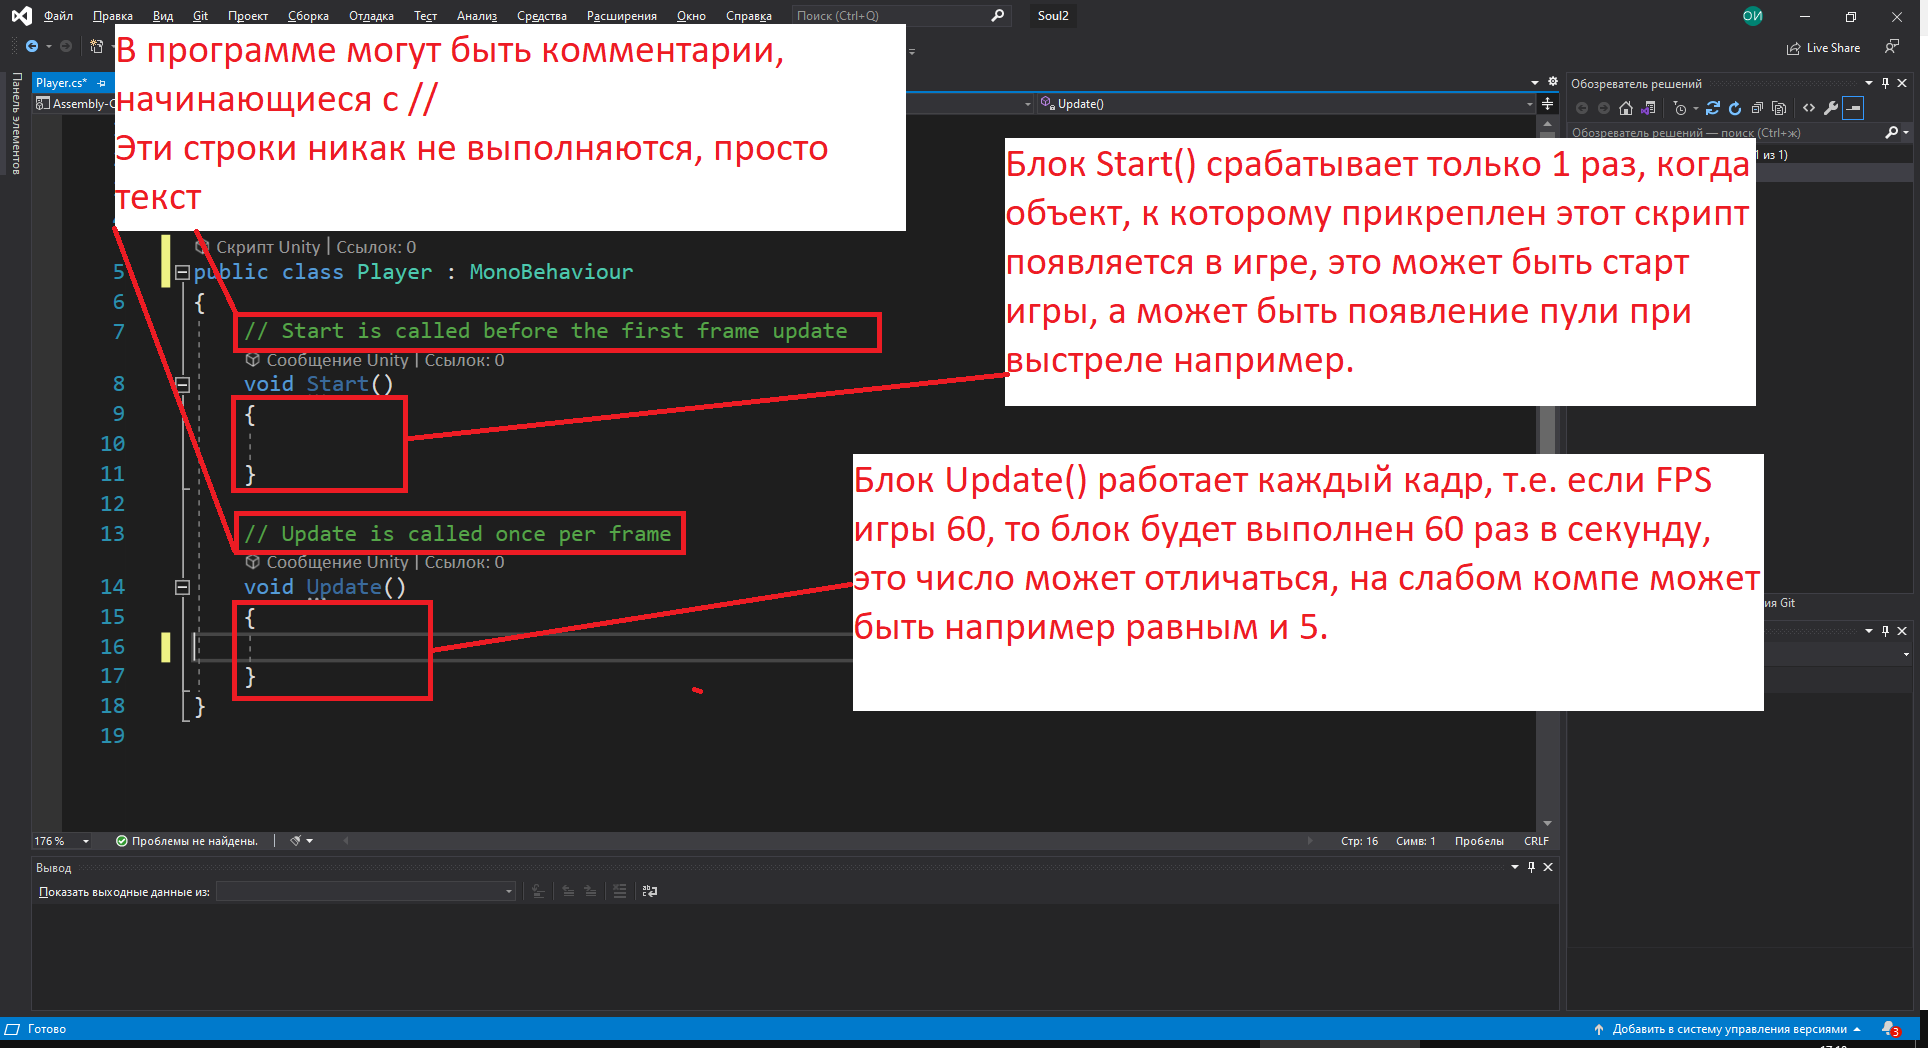 Файл Правка Вид Git Проект Сборка Отладка Тест Анализ Средства Расширения Окно Справка Поиск (Ctrl+Q) Soul2 ОИ
Live Share
В программе могут быть комментарии,
начинающиеся с //
Эти строки никак не выполняются, просто
текст
Панель элементов
Player.cs*
Assembly-C
Update()
Обозреватель решений
Обозреватель решений — поиск (Ctrl+ж)
1 из 1)
Блок Start() срабатывает только 1 раз, когда
объект, к которому прикреплен этот скрипт
появляется в игре, это может быть старт
игры, а может быть появление пули при
выстреле например.
Скрипт Unity | Ссылок: 0
5 public class Player : MonoBehaviour
6 {
7 // Start is called before the first frame update
Сообщение Unity | Ссылок: 0
8 void Start()
9 {
10
11 }
12
13 // Update is called once per frame
Сообщение Unity | Ссылок: 0
14 void Update()
15 {
16
17 }
18 }
19
Блок Update() работает каждый кадр, т.е. если FPS
игры 60, то блок будет выполнен 60 раз в секунду,
это число может отличаться, на слабом компе может
быть например равным и 5.
ия Git
176 % Проблемы не найдены. Стр: 16 Симв: 1 Пробелы CRLF
Вывод
Показать выходные данные из:
Готово Добавить в систему управления версиями 3